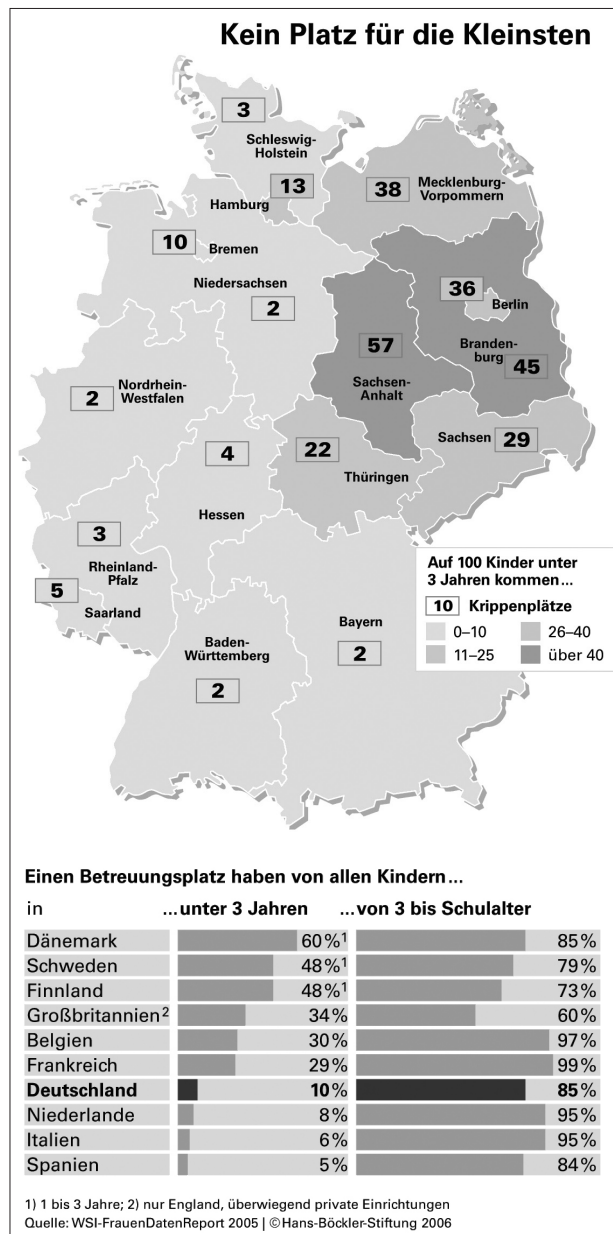 Kein Platz für die Kleinsten
3
Schleswig-
Holstein
13
Hamburg
38
Mecklenburg-
Vorpommern
10
Bremen
Niedersachsen
2
36
Berlin
57
Sachsen-
Anhalt
Branden-
burg
45
2
Nordrhein-
Westfalen
4
Hessen
22
Thüringen
Sachsen
29
3
Rheinland-
Pfalz
5
Saarland
Baden-
Württemberg
2
Bayern
2
Auf 100 Kinder unter
3 Jahren kommen...
10 Krippenplätze
0–10 26–40
11–25 über 40
Einen Betreuungsplatz haben von allen Kindern...
in ...unter 3 Jahren ...von 3 bis Schulalter
Dänemark 60%¹ 85%
Schweden 48%¹ 79%
Finnland 48%¹ 73%
Großbritannien² 34% 60%
Belgien 30% 97%
Frankreich 29% 99%
Deutschland 10% 85%
Niederlande 8% 95%
Italien 6% 95%
Spanien 5% 84%
1) 1 bis 3 Jahre; 2) nur England, überwiegend private Einrichtungen
Quelle: WSI-FrauenDatenReport 2005 | © Hans-Böckler-Stiftung 2006